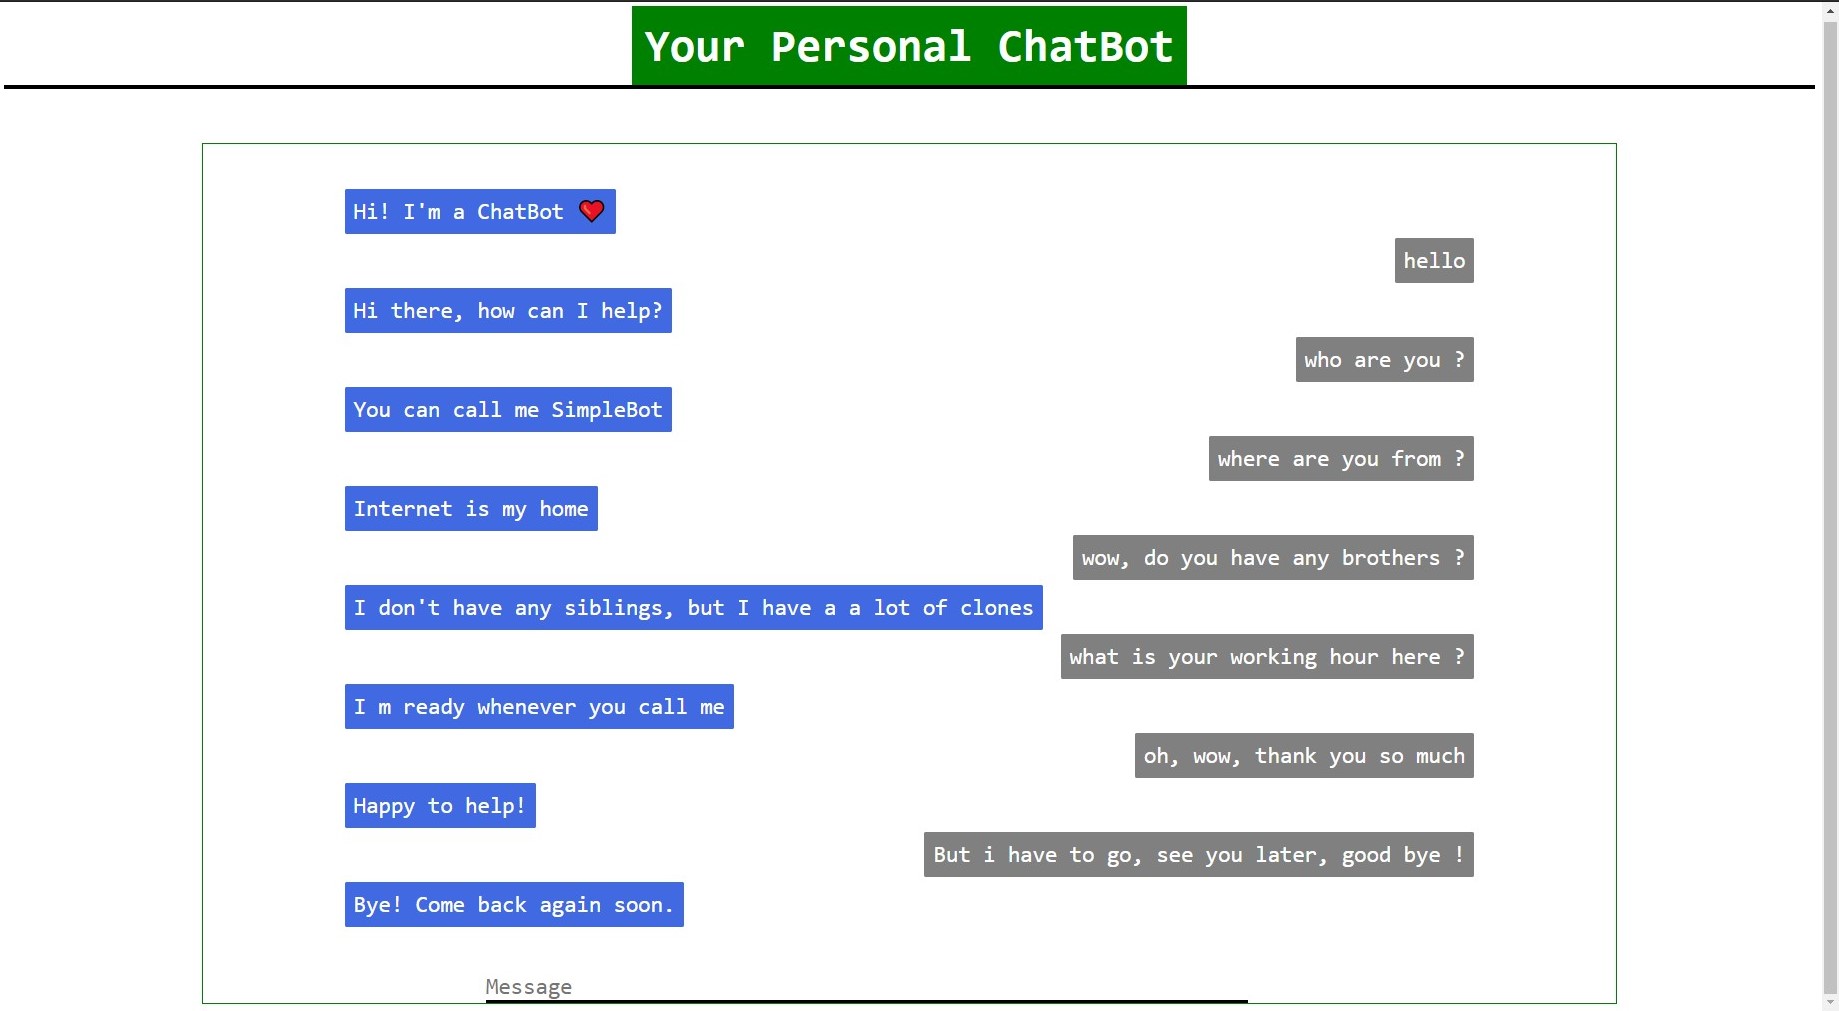 Your Personal ChatBot
Hi! I'm a ChatBot ❤️
hello
Hi there, how can I help?
who are you ?
You can call me SimpleBot
where are you from ?
Internet is my home
wow, do you have any brothers ?
I don't have any siblings, but I have a a lot of clones
what is your working hour here ?
I m ready whenever you call me
oh, wow, thank you so much
Happy to help!
But i have to go, see you later, good bye !
Bye! Come back again soon.
Message